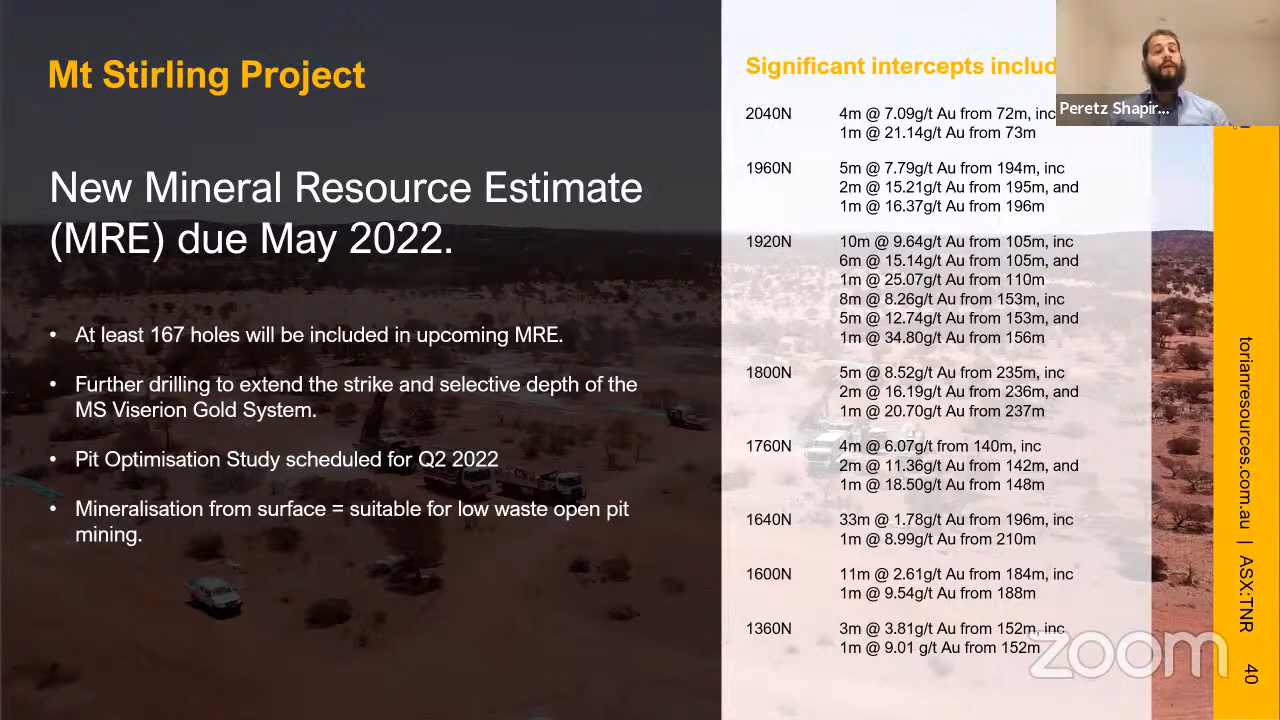 Mt Stirling Project
New Mineral Resource Estimate
(MRE) due May 2022.
• At least 167 holes will be included in upcoming MRE.
• Further drilling to extend the strike and selective depth of the
MS Viserion Gold System.
• Pit Optimisation Study scheduled for Q2 2022
• Mineralisation from surface = suitable for low waste open pit
mining.
Significant intercepts includ
2040N 4m @ 7.09g/t Au from 72m, inc
1m @ 21.14g/t Au from 73m
1960N 5m @ 7.79g/t Au from 194m, inc
2m @ 15.21g/t Au from 195m, and
1m @ 16.37g/t Au from 196m
1920N 10m @ 9.64g/t Au from 105m, inc
6m @ 15.14g/t Au from 105m, and
1m @ 25.07g/t Au from 110m
8m @ 8.26g/t Au from 153m, inc
5m @ 12.74g/t Au from 153m, and
1m @ 34.80g/t Au from 156m
1800N 5m @ 8.52g/t Au from 235m, inc
2m @ 16.19g/t Au from 236m, and
1m @ 20.70g/t Au from 237m
1760N 4m @ 6.07g/t from 140m, inc
2m @ 11.36g/t Au from 142m, and
1m @ 18.50g/t Au from 148m
1640N 33m @ 1.78g/t Au from 196m, inc
1m @ 8.99g/t Au from 210m
1600N 11m @ 2.61g/t Au from 184m, inc
1m @ 9.54g/t Au from 188m
1360N 3m @ 3.81g/t Au from 152m, inc
1m @ 9.01 g/t Au from 152m
Peretz Shapir...
torianresources.com.au | ASX:TNR 40
zoom